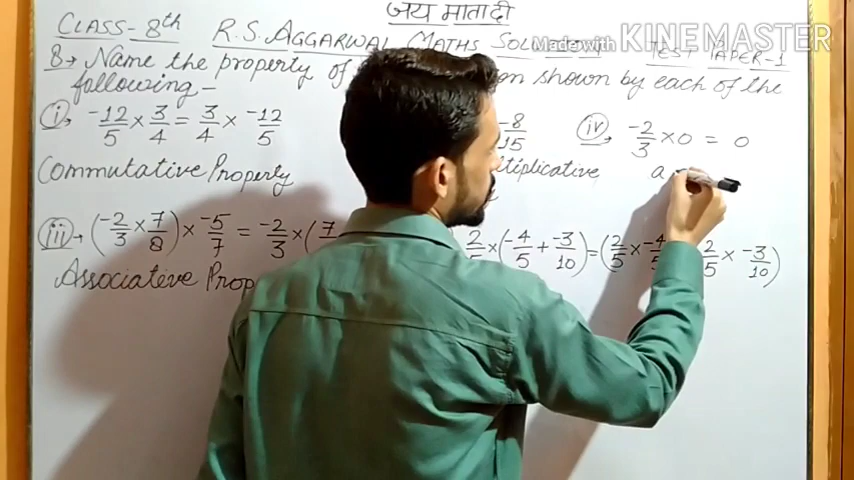 जय माता दी
CLASS-8th R.S. AGGARWAL MATHS SOLUTION TEST PAPER-1
Made with KINEMASTER
8→ Name the property of on shown by each of the
following -
(i)→ -12/5 × 3/4 = 3/4 × -12/5
-8/15
(iv)→ -2/3 × 0 = 0
Commutative Property
tiplicative
a
(iii)→ (-2/3 × 7/8) × -5/7 = -2/3 × (7
2/5 × (-4/5 + -3/10) = (2/5 × -4/5 2/5 × -3/10)
Associative Prop